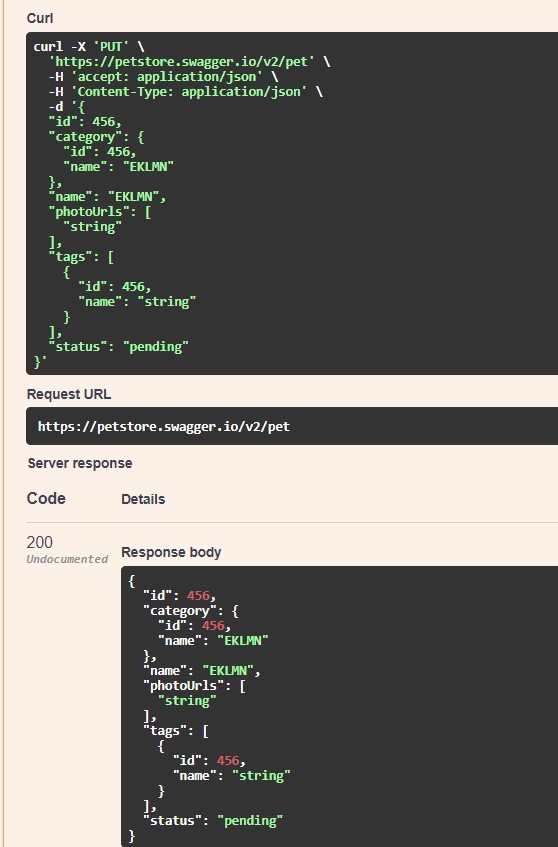 Curl
curl -X 'PUT' \
  'https://petstore.swagger.io/v2/pet' \
  -H 'accept: application/json' \
  -H 'Content-Type: application/json' \
  -d '{
  "id": 456,
  "category": {
    "id": 456,
    "name": "EKLMN"
  },
  "name": "EKLMN",
  "photoUrls": [
    "string"
  ],
  "tags": [
    {
      "id": 456,
      "name": "string"
    }
  ],
  "status": "pending"
}'
Request URL
https://petstore.swagger.io/v2/pet
Server response
Code Details
200
Undocumented
Response body
{
  "id": 456,
  "category": {
    "id": 456,
    "name": "EKLMN"
  },
  "name": "EKLMN",
  "photoUrls": [
    "string"
  ],
  "tags": [
    {
      "id": 456,
      "name": "string"
    }
  ],
  "status": "pending"
}